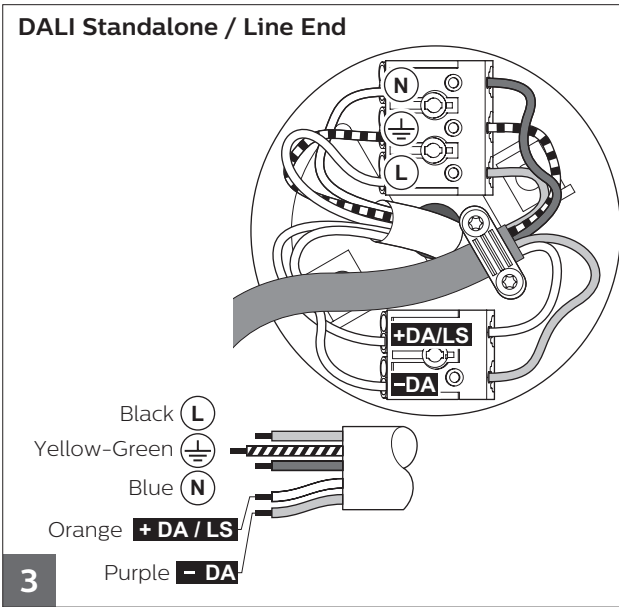 DALI Standalone / Line End
N
L
+DA/LS
−DA
Black L
Yellow-Green
Blue N
Orange + DA / LS
Purple − DA
3